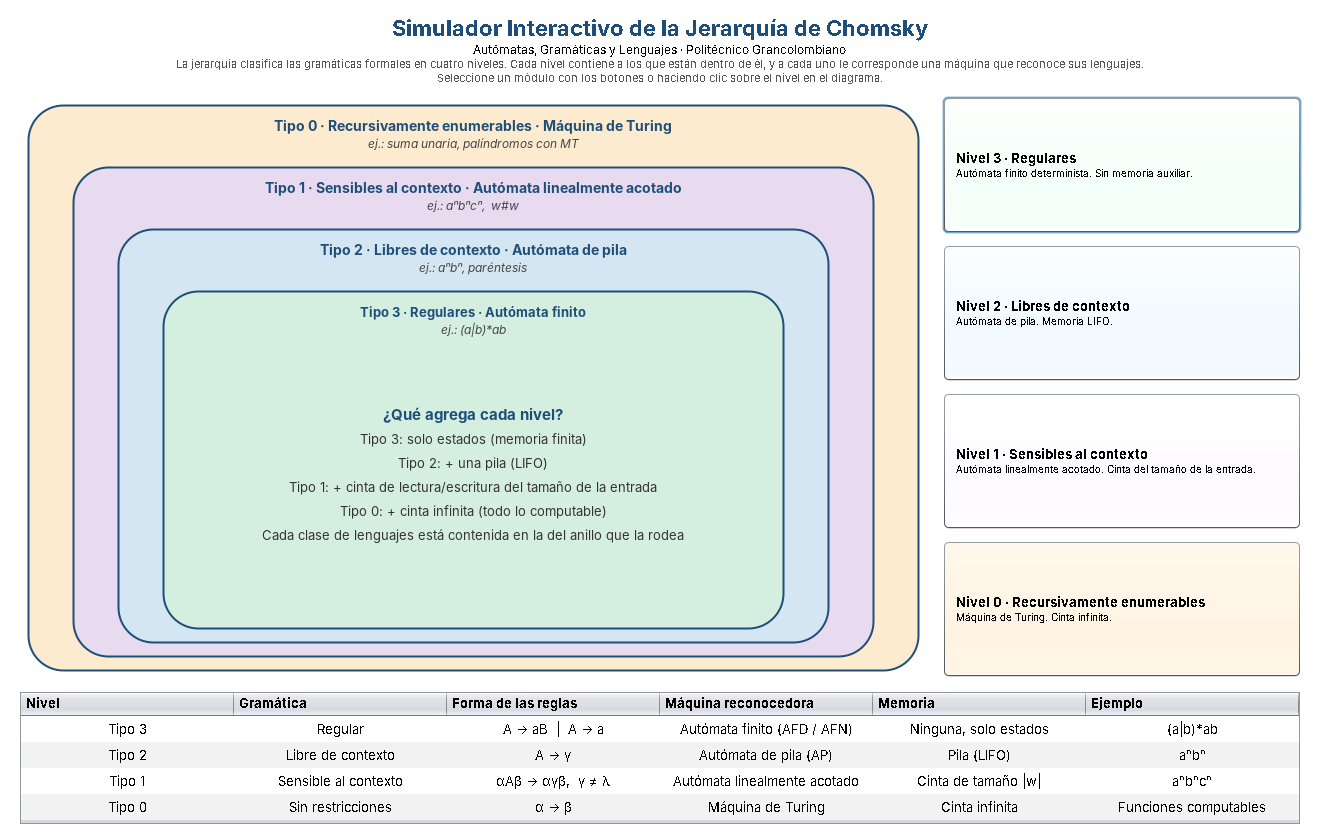 Simulador Interactivo de la Jerarquía de Chomsky
Autómatas, Gramáticas y Lenguajes · Politécnico Grancolombiano
La jerarquía clasifica las gramáticas formales en cuatro niveles. Cada nivel contiene a los que están dentro de él, y a cada uno le corresponde una máquina que reconoce sus lenguajes.
Seleccione un módulo con los botones o haciendo clic sobre el nivel en el diagrama.
Tipo 0 · Recursivamente enumerables · Máquina de Turing
ej.: suma unaria, palíndromos con MT
Tipo 1 · Sensibles al contexto · Autómata linealmente acotado
ej.: aⁿbⁿcⁿ, w#w
Tipo 2 · Libres de contexto · Autómata de pila
ej.: aⁿbⁿ, paréntesis
Tipo 3 · Regulares · Autómata finito
ej.: (a|b)*ab
¿Qué agrega cada nivel?
Tipo 3: solo estados (memoria finita)
Tipo 2: + una pila (LIFO)
Tipo 1: + cinta de lectura/escritura del tamaño de la entrada
Tipo 0: + cinta infinita (todo lo computable)
Cada clase de lenguajes está contenida en la del anillo que la rodea
Nivel 3 · Regulares
Autómata finito determinista. Sin memoria auxiliar.
Nivel 2 · Libres de contexto
Autómata de pila. Memoria LIFO.
Nivel 1 · Sensibles al contexto
Autómata linealmente acotado. Cinta del tamaño de la entrada.
Nivel 0 · Recursivamente enumerables
Máquina de Turing. Cinta infinita.
Nivel Gramática Forma de las reglas Máquina reconocedora Memoria Ejemplo
Tipo 3 Regular A → aB | A → a Autómata finito (AFD / AFN) Ninguna, solo estados (a|b)*ab
Tipo 2 Libre de contexto A → γ Autómata de pila (AP) Pila (LIFO) aⁿbⁿ
Tipo 1 Sensible al contexto αAβ → αγβ, γ ≠ λ Autómata linealmente acotado Cinta de tamaño |w| aⁿbⁿcⁿ
Tipo 0 Sin restricciones α → β Máquina de Turing Cinta infinita Funciones computables